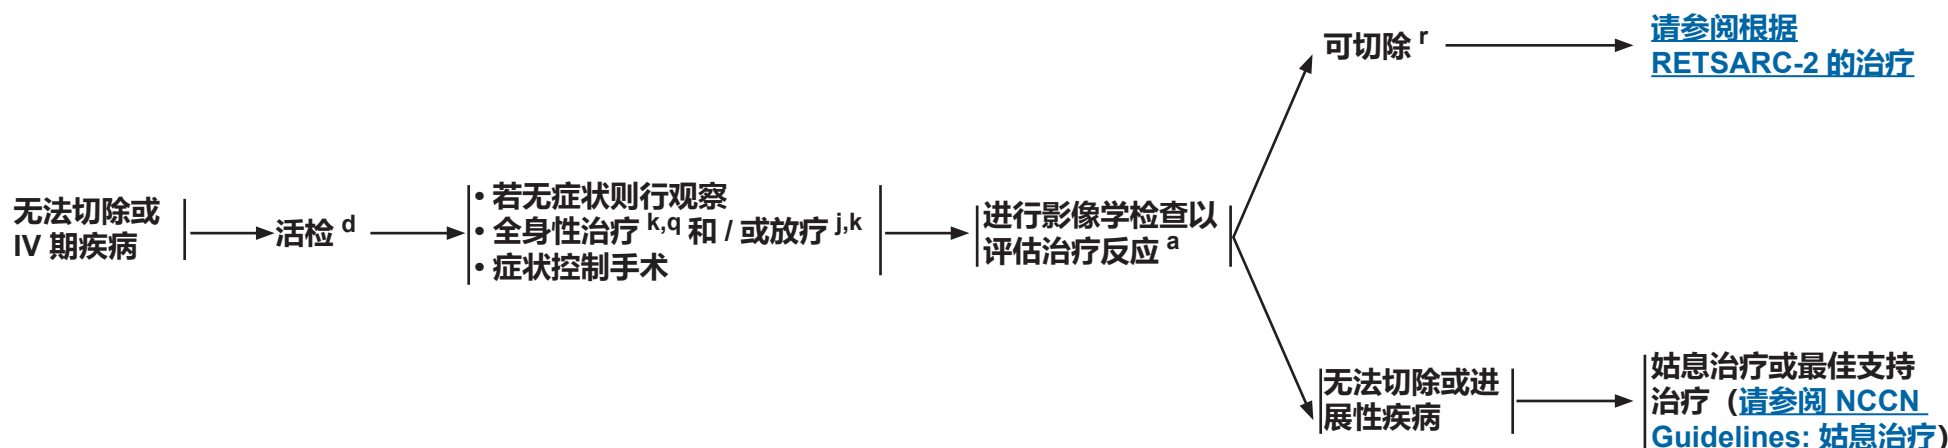 无法切除或
IV 期疾病
活检 d
• 若无症状则行观察
• 全身性治疗 k,q 和 / 或放疗 j,k
• 症状控制手术
进行影像学检查以
评估治疗反应 a
可切除 r
请参阅根据
RETSARC-2 的治疗
无法切除或进
展性疾病
姑息治疗或最佳支持
治疗（请参阅 NCCN
Guidelines: 姑息治疗）